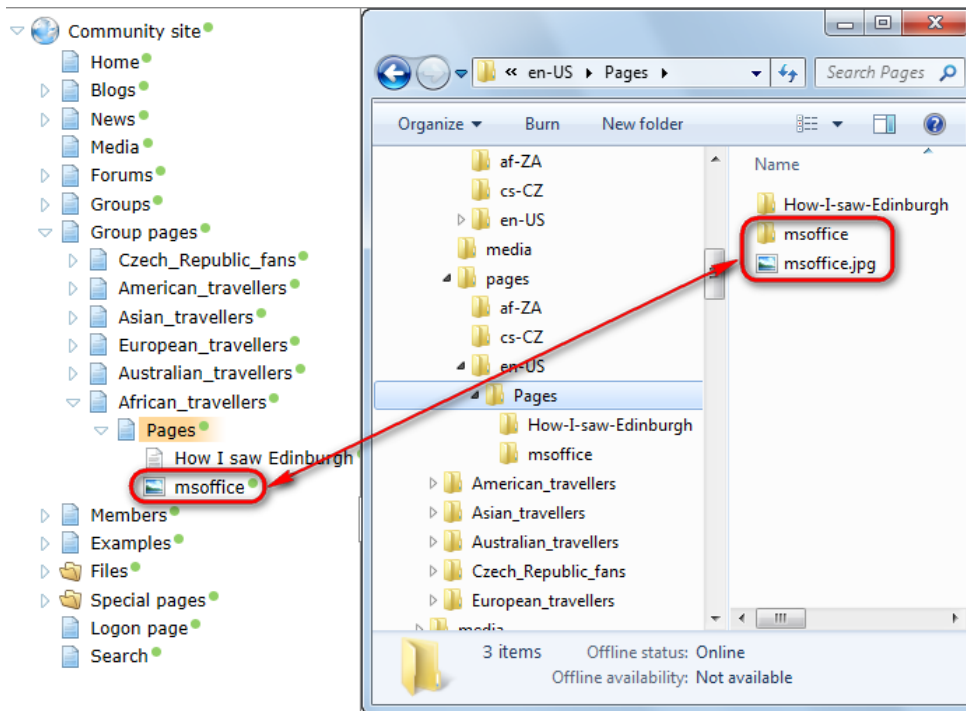 Community site
Home
Blogs
News
Media
Forums
Groups
Group pages
Czech_Republic_fans
American_travellers
Asian_travellers
European_travellers
Australian_travellers
African_travellers
Pages
How I saw Edinburgh
msoffice
Members
Examples
Files
Special pages
Logon page
Search
« en-US Pages
Search Pages
Organize Burn New folder
af-ZA
cs-CZ
en-US
media
pages
af-ZA
cs-CZ
en-US
Pages
How-I-saw-Edinburgh
msoffice
American_travellers
Asian_travellers
Australian_travellers
Czech_Republic_fans
European_travellers
media
Name
How-I-saw-Edinburgh
msoffice
msoffice.jpg
3 items Offline status: Online
Offline availability: Not available